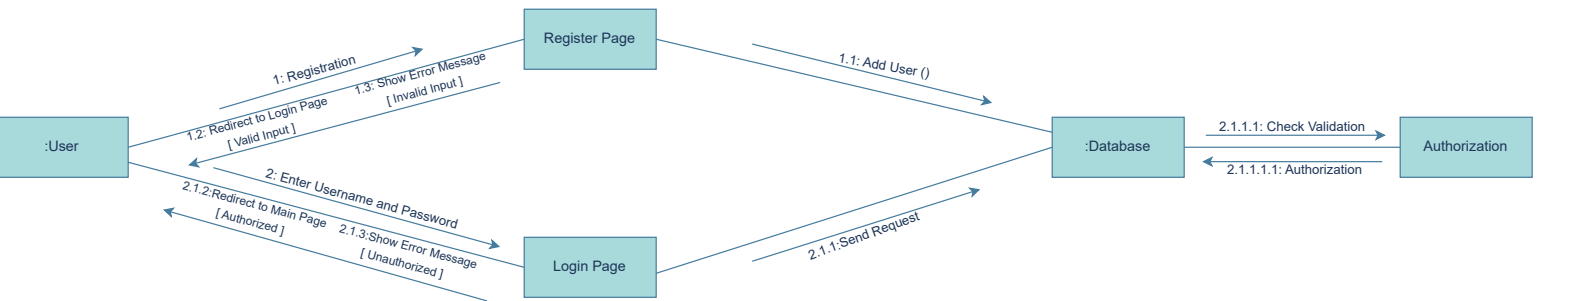 Register Page
1: Registration
1.3: Show Error Message
[ Invalid Input ]
1.1: Add User ()
1.2: Redirect to Login Page
[ Valid Input ]
:User
:Database
2.1.1.1: Check Validation
2.1.1.1.1: Authorization
Authorization
2: Enter Username and Password
2.1.2:Redirect to Main Page
[ Authorized ]
2.1.3:Show Error Message
[ Unauthorized ]
2.1.1:Send Request
Login Page